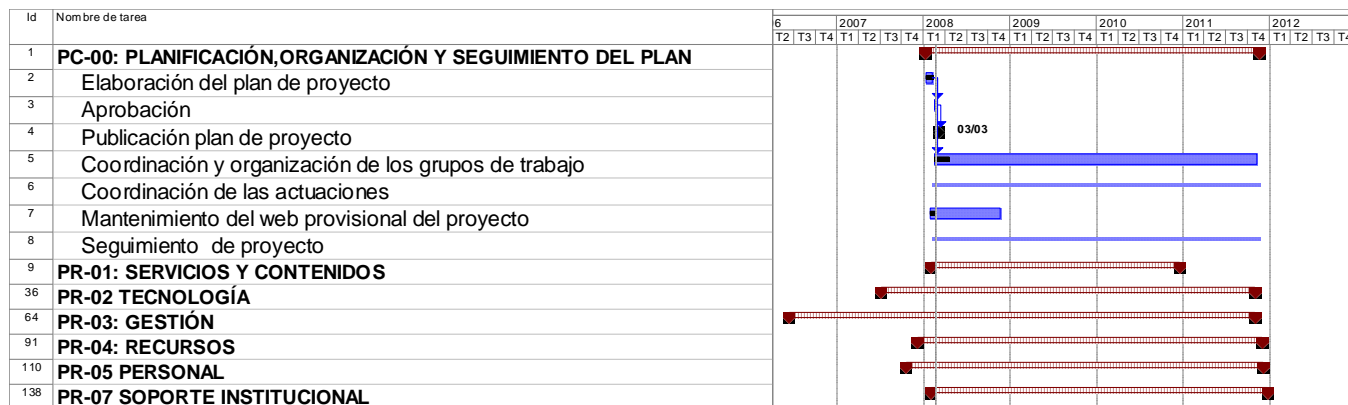 Id Nombre de tarea
6 2007 2008 2009 2010 2011 2012
T2 T3 T4 T1 T2 T3 T4 T1 T2 T3 T4 T1 T2 T3 T4 T1 T2 T3 T4 T1 T2 T3 T4 T1 T2 T3 T4
1 PC-00: PLANIFICACIÓN,ORGANIZACIÓN Y SEGUIMIENTO DEL PLAN
2 Elaboración del plan de proyecto
3 Aprobación
4 Publicación plan de proyecto 03/03
5 Coordinación y organización de los grupos de trabajo
6 Coordinación de las actuaciones
7 Mantenimiento del web provisional del proyecto
8 Seguimiento de proyecto
9 PR-01: SERVICIOS Y CONTENIDOS
36 PR-02 TECNOLOGÍA
64 PR-03: GESTIÓN
91 PR-04: RECURSOS
110 PR-05 PERSONAL
138 PR-07 SOPORTE INSTITUCIONAL